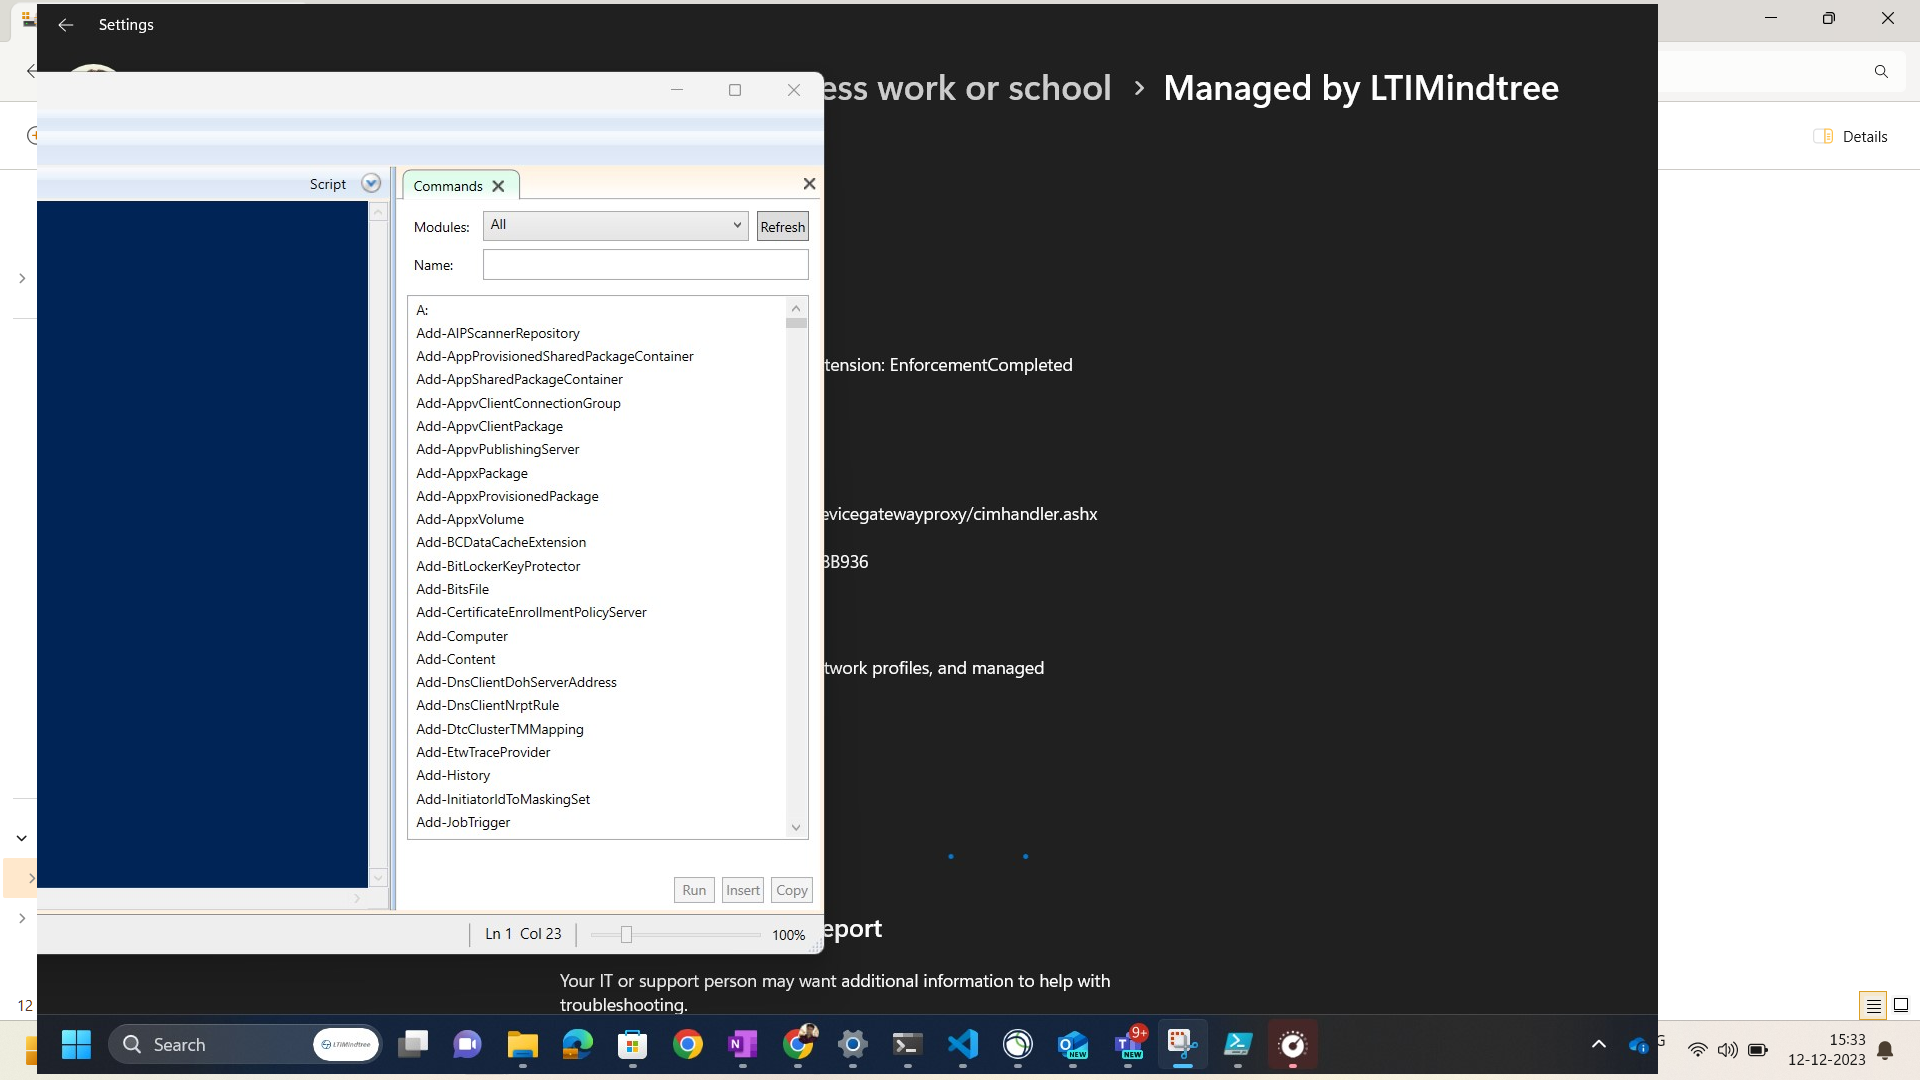 Settings
ess work or school > Managed by LTIMindtree
Details
Script
Commands
Modules:
All
Refresh
Name:
A:
Add-AIPScannerRepository
Add-AppProvisionedSharedPackageContainer
Add-AppSharedPackageContainer
Add-AppvClientConnectionGroup
Add-AppvClientPackage
Add-AppvPublishingServer
Add-AppxPackage
Add-AppxProvisionedPackage
Add-AppxVolume
Add-BCDataCacheExtension
Add-BitLockerKeyProtector
Add-BitsFile
Add-CertificateEnrollmentPolicyServer
Add-Computer
Add-Content
Add-DnsClientDohServerAddress
Add-DnsClientNrptRule
Add-DtcClusterTMMapping
Add-EtwTraceProvider
Add-History
Add-InitiatorIdToMaskingSet
Add-JobTrigger
Run Insert Copy
Ln 1 Col 23
100%
tension: EnforcementCompleted
evicegatewayproxy/cimhandler.ashx
3B936
twork profiles, and managed
eport
Your IT or support person may want additional information to help with
troubleshooting.
12
Search
LTIMindtree
NEW
9+
NEW
G
15:33
12-12-2023